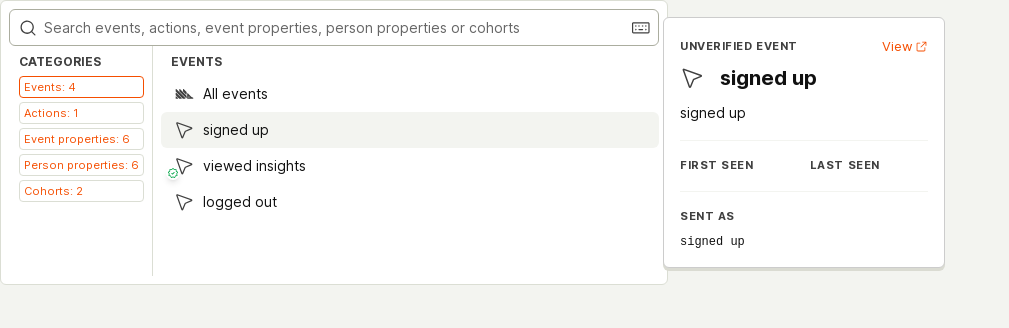 Search events, actions, event properties, person properties or cohorts
CATEGORIES
Events: 4
Actions: 1
Event properties: 6
Person properties: 6
Cohorts: 2
EVENTS
All events
signed up
viewed insights
logged out
UNVERIFIED EVENT
View
signed up
signed up
FIRST SEEN
LAST SEEN
SENT AS
signed up